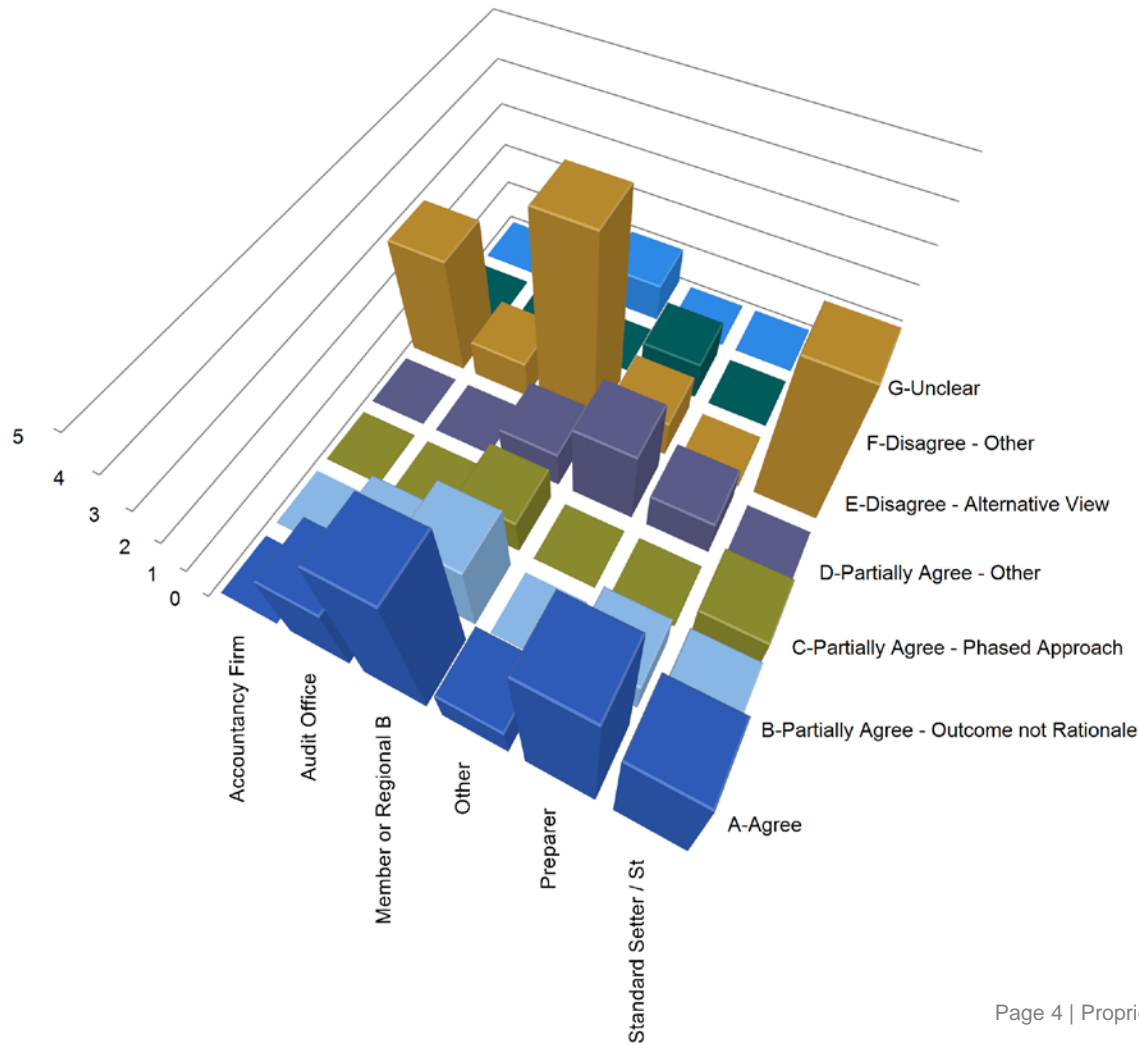 5
4
3
2
1
0
G-Unclear
F-Disagree - Other
E-Disagree - Alternative View
D-Partially Agree - Other
C-Partially Agree - Phased Approach
B-Partially Agree - Outcome not Rationale
A-Agree
Accountancy Firm
Audit Office
Member or Regional B
Other
Preparer
Standard Setter / St
Page 4 | Proprie